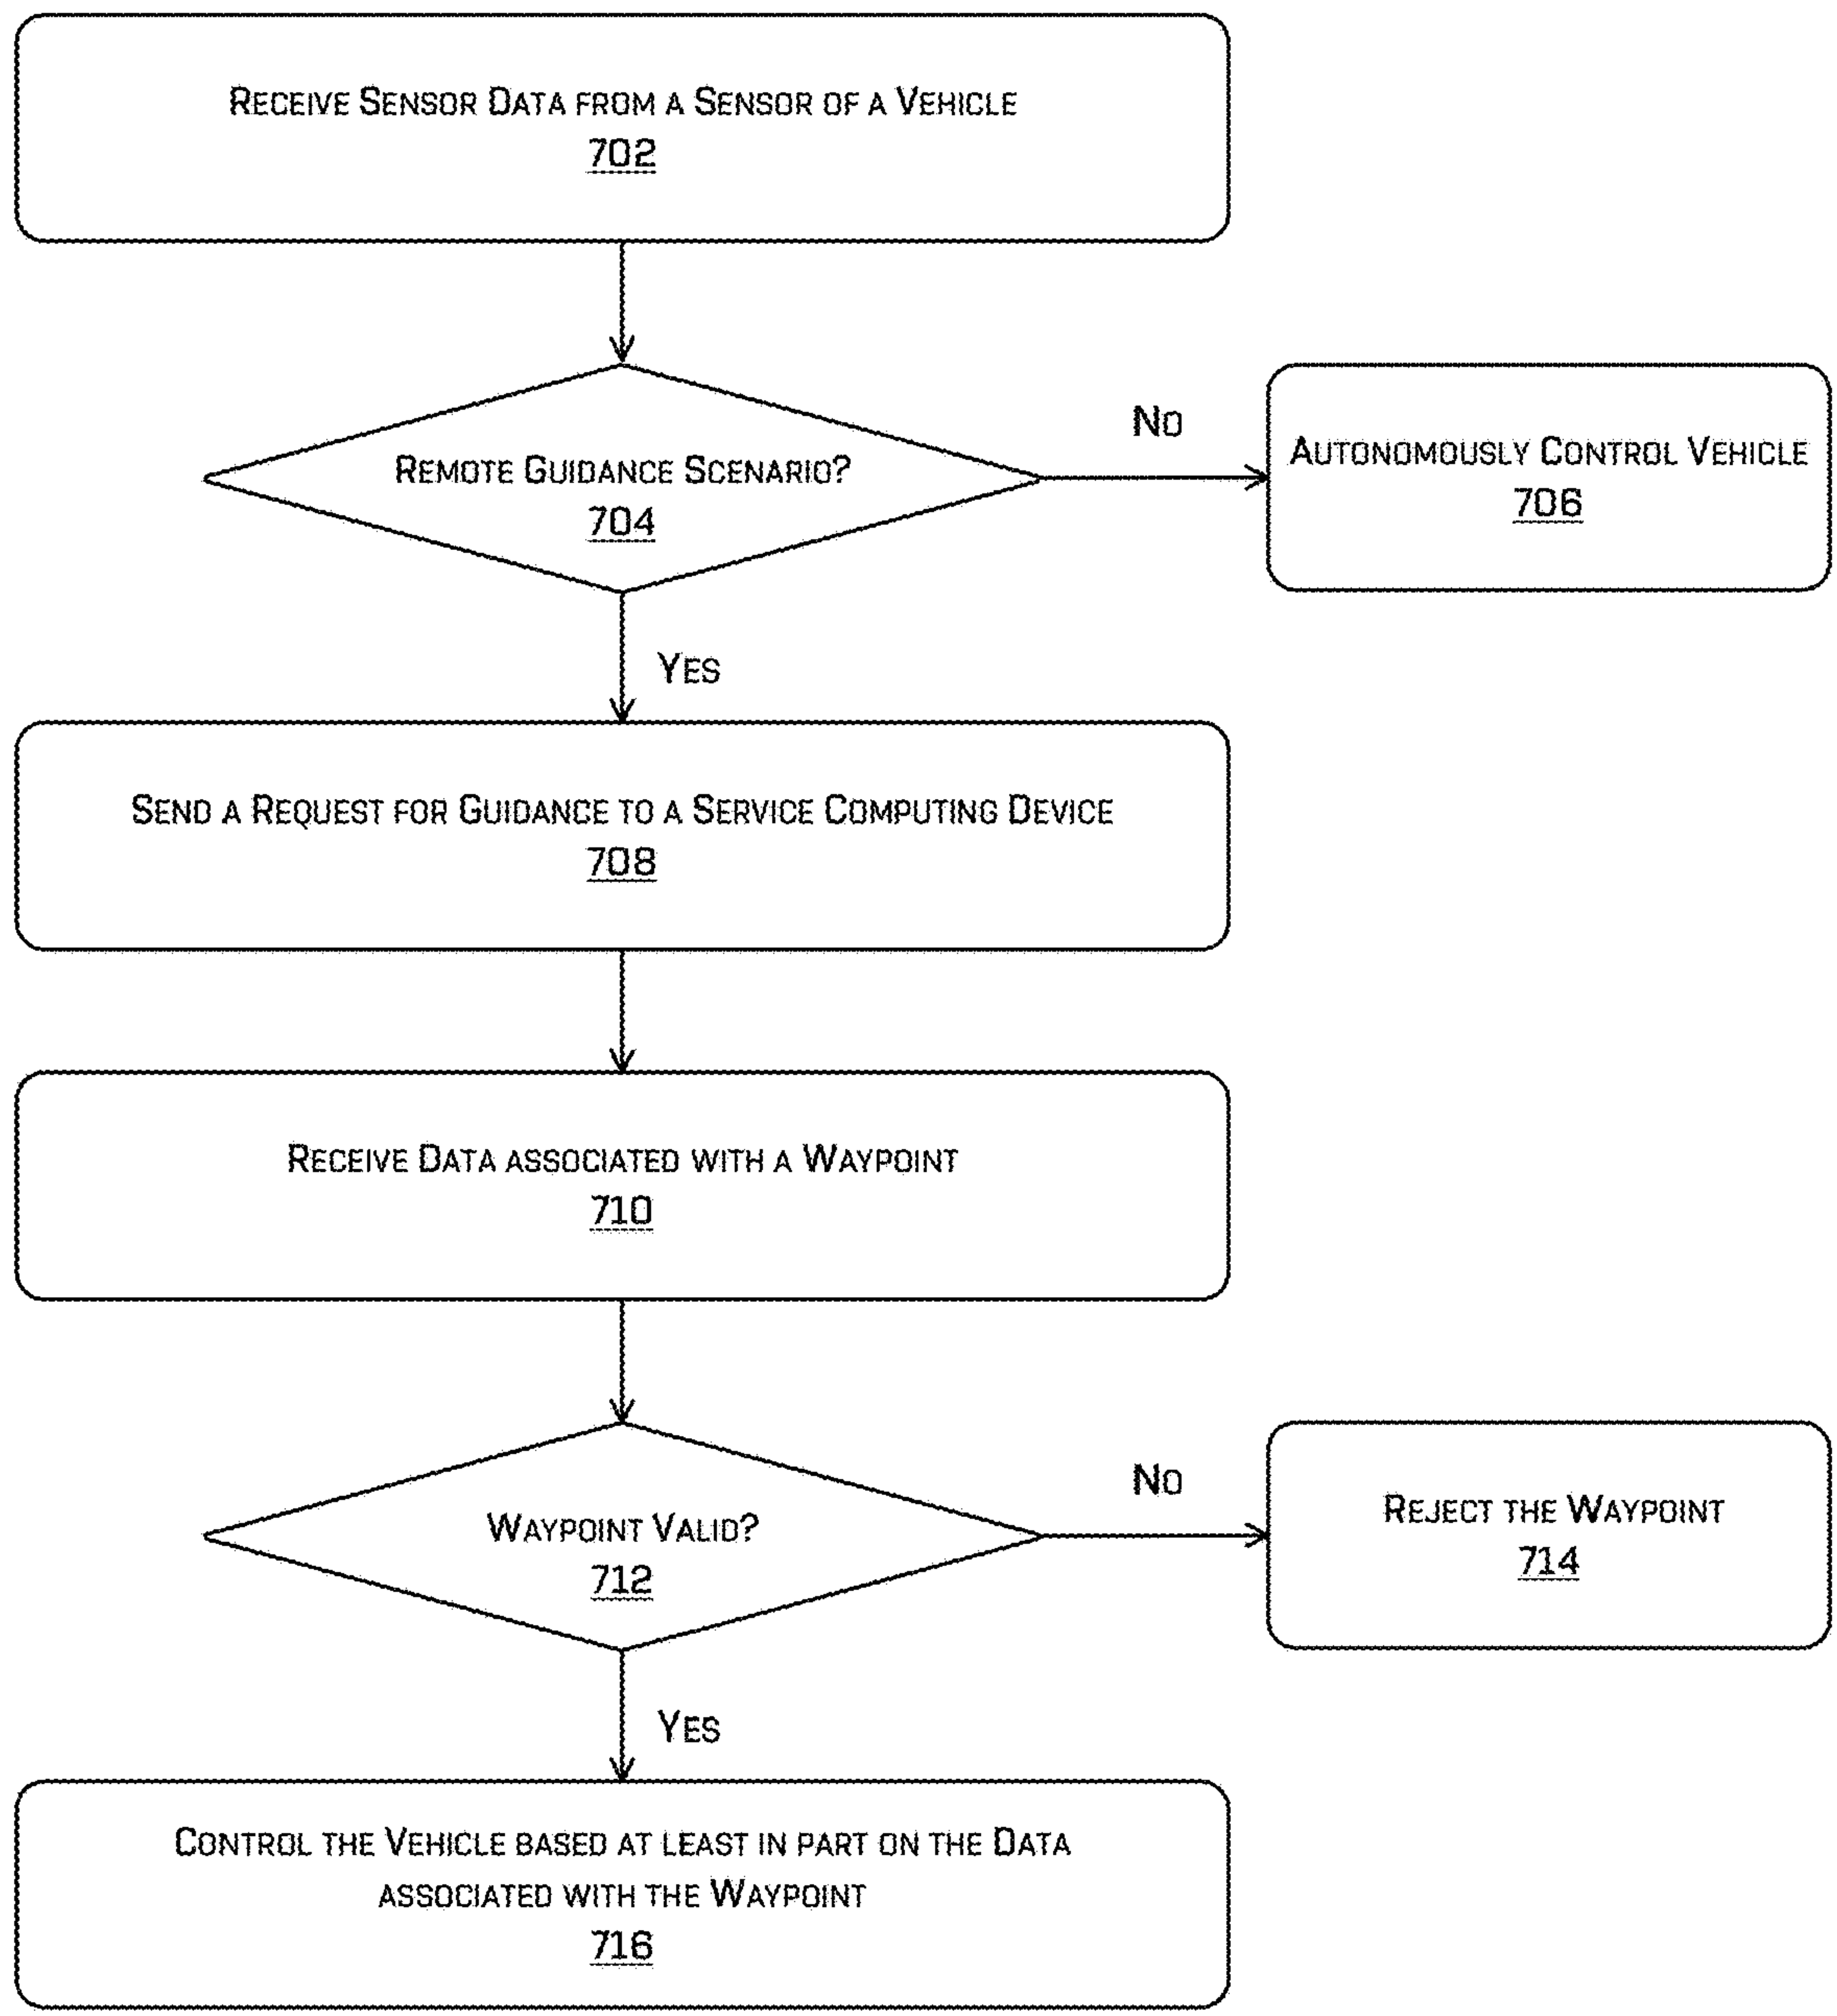 Receive Sensor Data from a Sensor of a Vehicle
702
Remote Guidance Scenario?
704
No
Autonomously Control Vehicle
706
Yes
Send a Request for Guidance to a Service Computing Device
708
Receive Data associated with a Waypoint
710
Waypoint Valid?
712
No
Reject the Waypoint
714
Yes
Control the Vehicle based at least in part on the Data
associated with the Waypoint
716